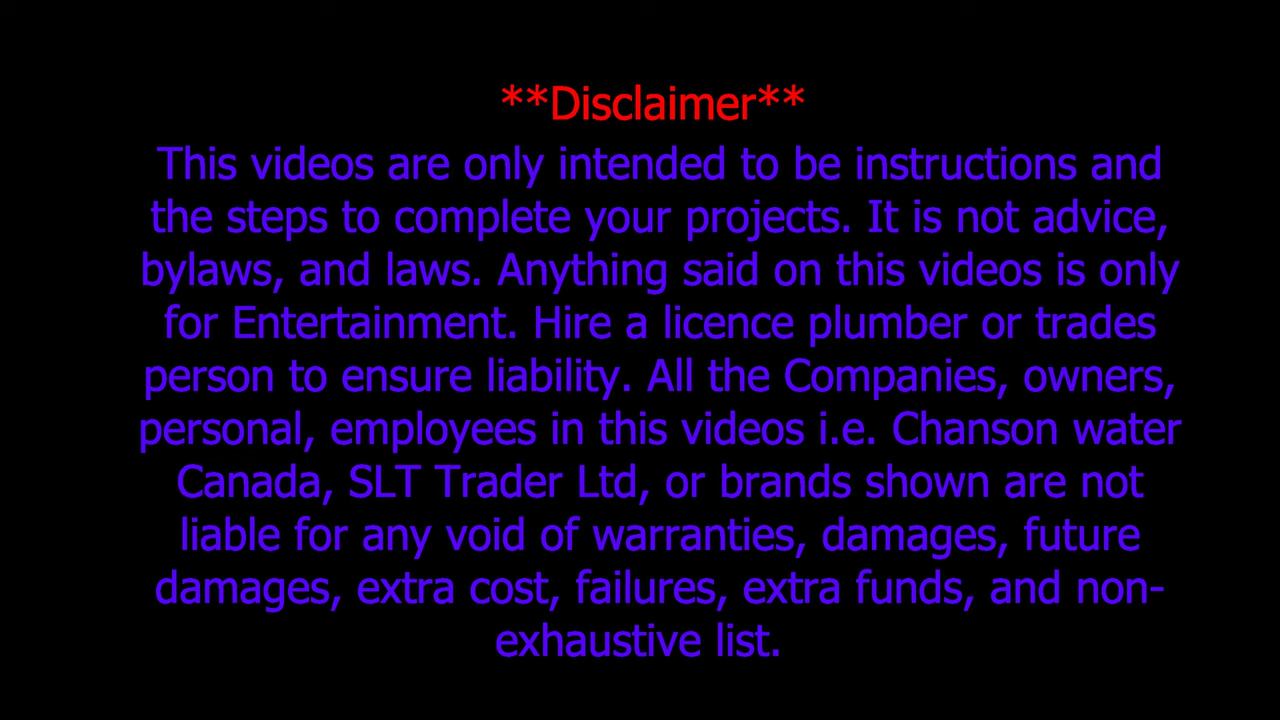 **Disclaimer**
This videos are only intended to be instructions and
the steps to complete your projects. It is not advice,
bylaws, and laws. Anything said on this videos is only
for Entertainment. Hire a licence plumber or trades
person to ensure liability. All the Companies, owners,
personal, employees in this videos i.e. Chanson water
Canada, SLT Trader Ltd, or brands shown are not
liable for any void of warranties, damages, future
damages, extra cost, failures, extra funds, and non-
exhaustive list.